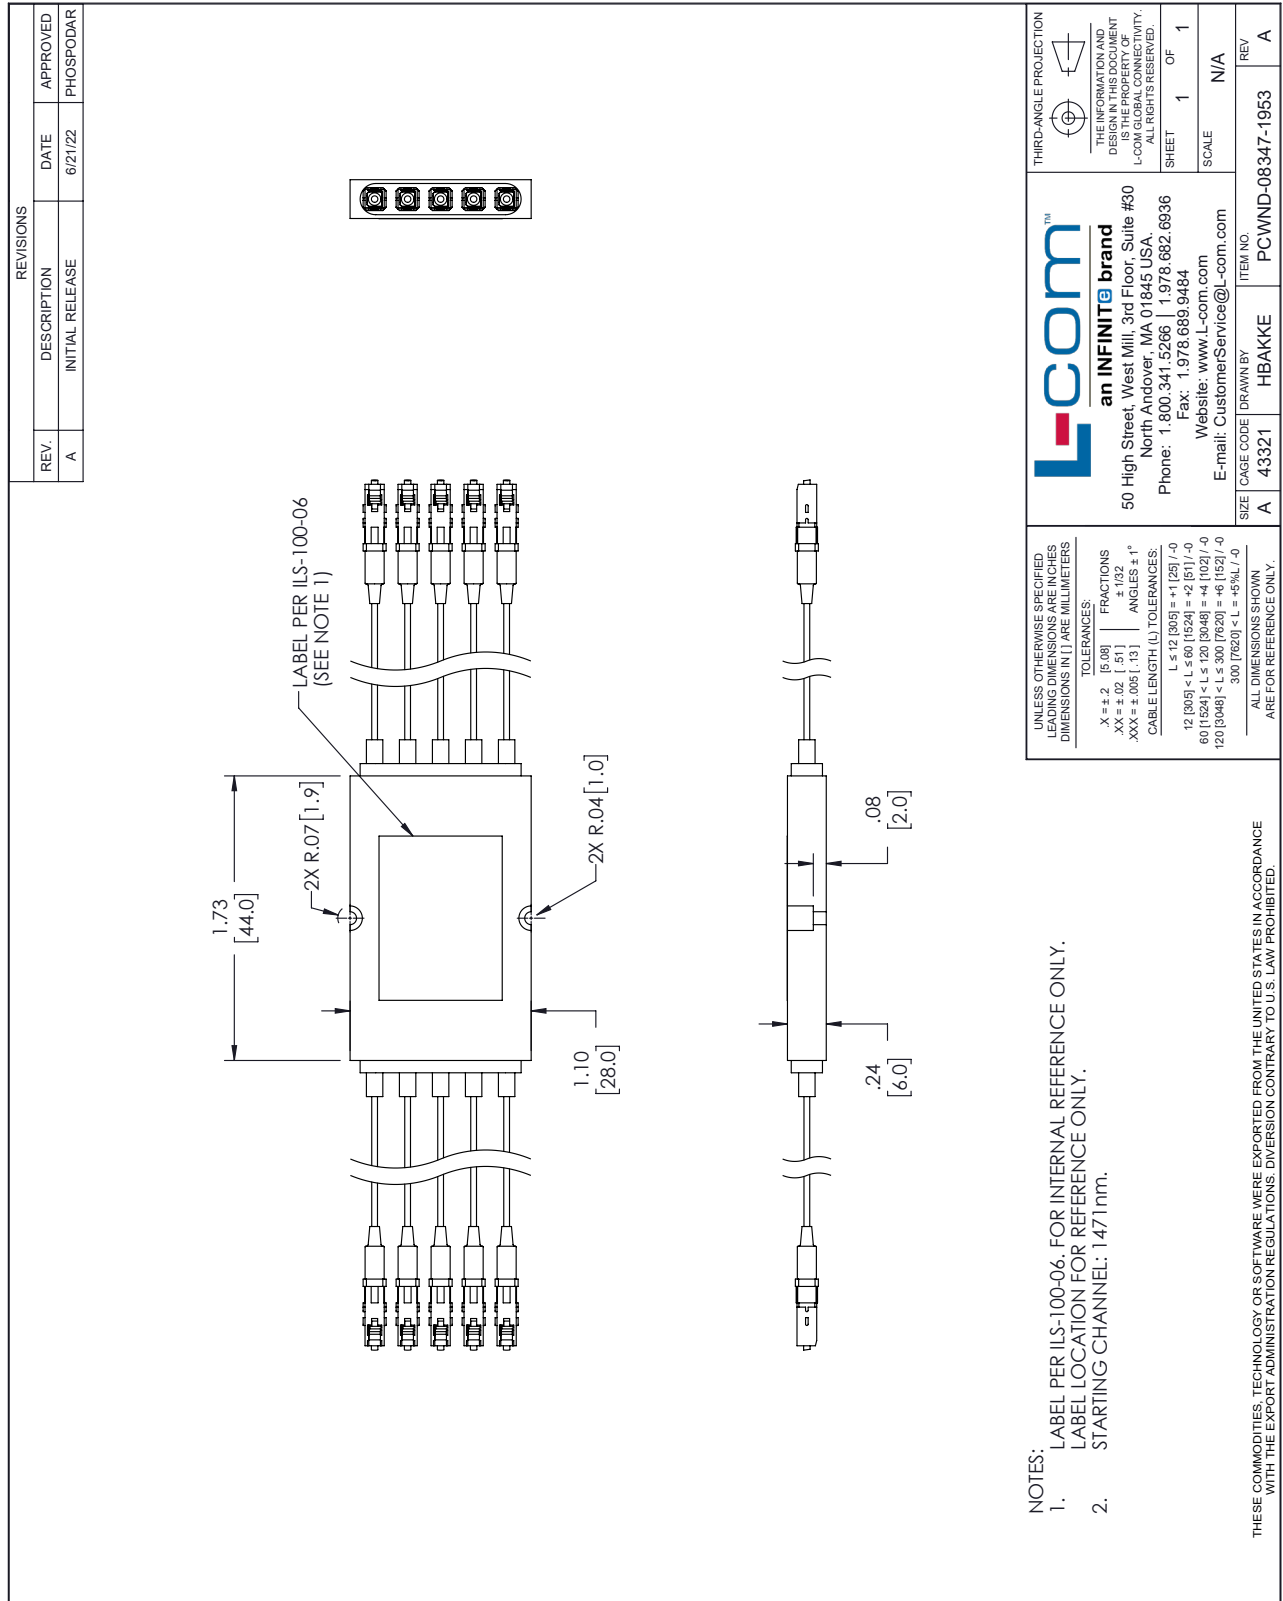 REVISIONS
REV. DESCRIPTION DATE APPROVED
A INITIAL RELEASE 6/21/22 PHOSPODAR
LABEL PER ILS-100-06
(SEE NOTE 1)
1.73
[44.0]
2X R.07[1.9]
2X R.04[1.0]
1.10
[28.0]
.08
[2.0]
.24
[6.0]
NOTES:
1. LABEL PER ILS-100-06. FOR INTERNAL REFERENCE ONLY.
LABEL LOCATION FOR REFERENCE ONLY.
2. STARTING CHANNEL: 1471nm.
THESE COMMODITIES, TECHNOLOGY OR SOFTWARE WERE EXPORTED FROM THE UNITED STATES IN ACCORDANCE
WITH THE EXPORT ADMINISTRATION REGULATIONS. DIVERSION CONTRARY TO U.S. LAW PROHIBITED.
UNLESS OTHERWISE SPECIFIED
LEADING DIMENSIONS ARE INCHES
DIMENSIONS IN [ ] ARE MILLIMETERS
TOLERANCES:
.X = ± .2 [5.08] FRACTIONS
.XX = ± .02 [ .51] ± 1/32
.XXX = ± .005 [ .13 ] ANGLES ± 1°
CABLE LENGTH (L) TOLERANCES:
L ≤ 12 [305] = +1 [25] / -0
12 [305] < L ≤ 60 [1524] = +2 [51] / -0
60 [1524] < L ≤ 120 [3048] = +4 [102] / -0
120 [3048] < L ≤ 300 [7620] = +6 [152] / -0
300 [7620] < L = +5%L / -0
ALL DIMENSIONS SHOWN
ARE FOR REFERENCE ONLY.
L-com™
an INFINITe brand
50 High Street, West Mill, 3rd Floor, Suite #30
North Andover, MA 01845 USA.
Phone: 1.800.341.5266 | 1.978.682.6936
Fax: 1.978.689.9484
Website: www.L-com.com
E-mail: CustomerService@L-com.com
THIRD-ANGLE PROJECTION
THE INFORMATION AND
DESIGN IN THIS DOCUMENT
IS THE PROPERTY OF
L-COM GLOBAL CONNECTIVITY.
ALL RIGHTS RESERVED.
SHEET 1 OF 1
SCALE N/A
SIZE A
CAGE CODE 43321
DRAWN BY HBAKKE
ITEM NO. PCWND-08347-1953
REV A